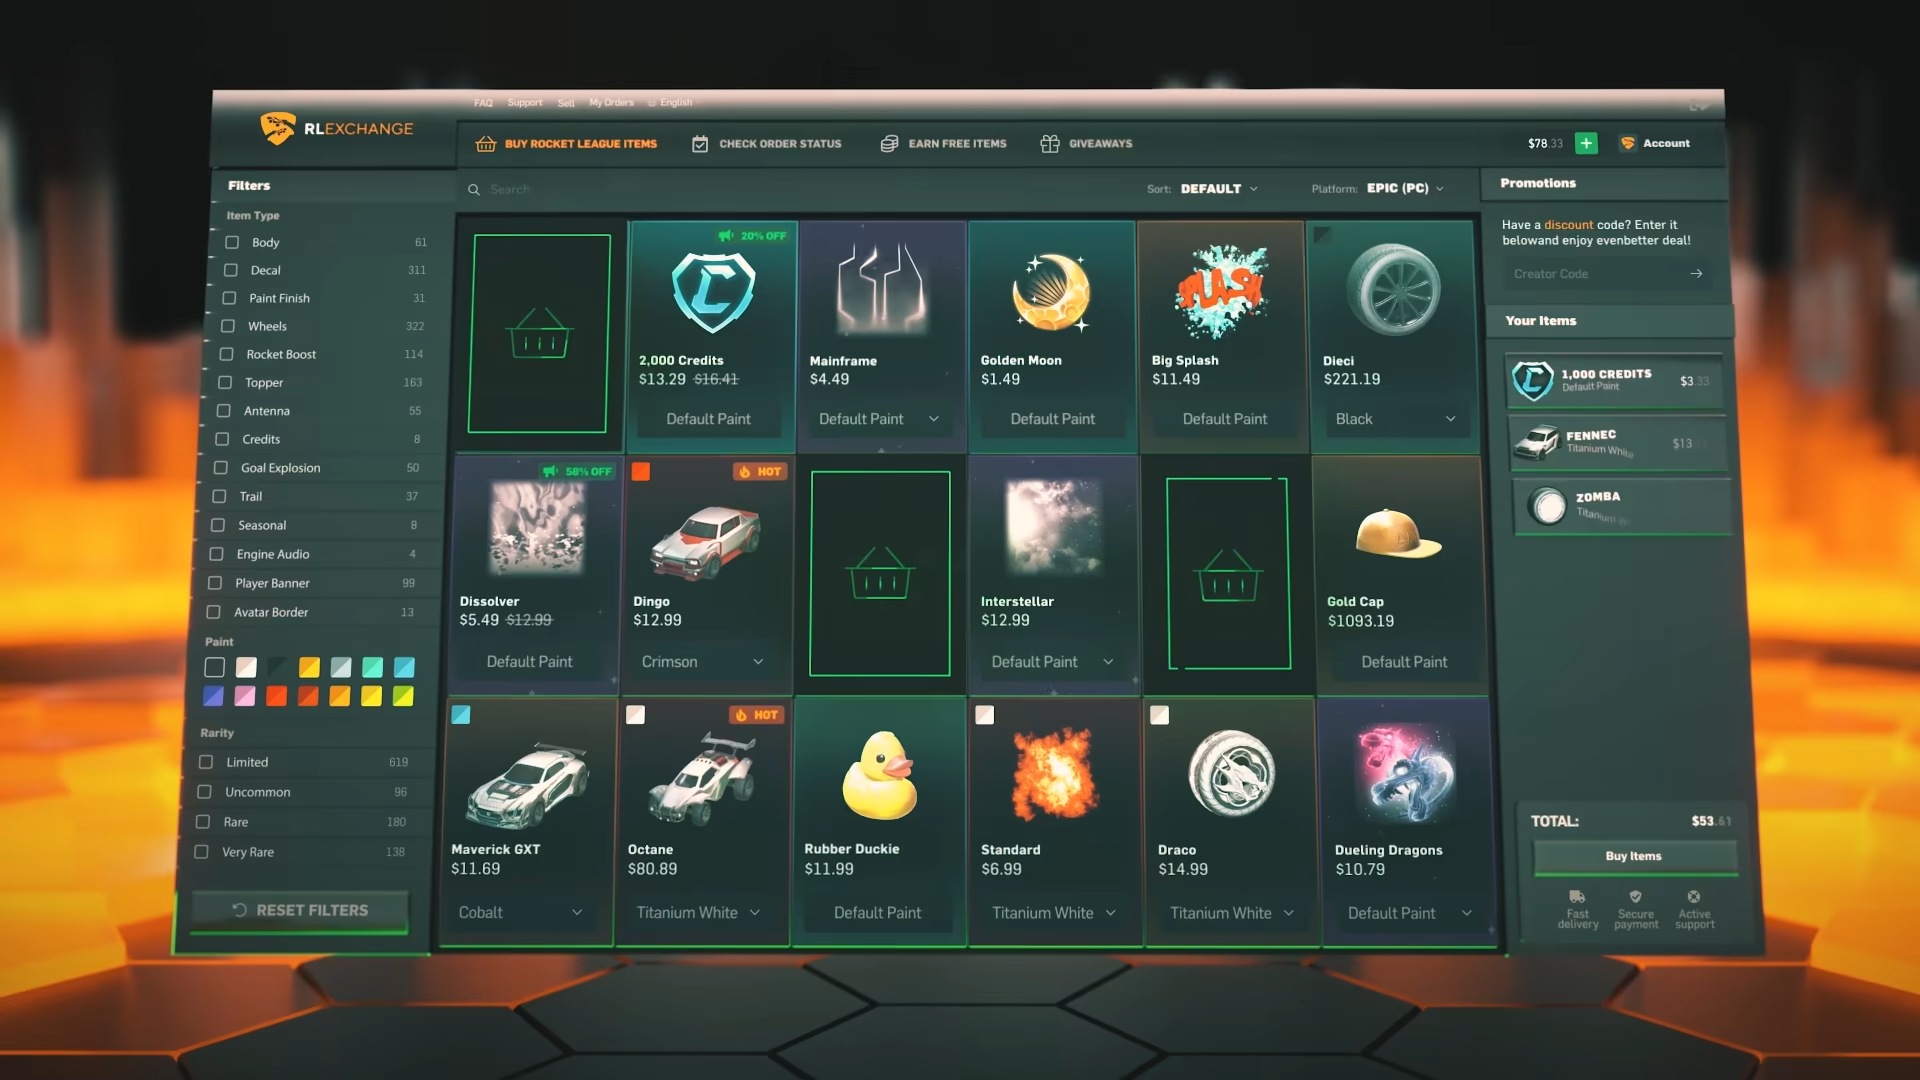 FAQ
Support
Sell
My Orders
English
RLEXCHANGE
BUY ROCKET LEAGUE ITEMS
CHECK ORDER STATUS
EARN FREE ITEMS
GIVEAWAYS
$78.33
Account
Filters
Search
Sort: DEFAULT
Platform: EPIC (PC)
Promotions
Item Type
Body 61
Decal 311
Paint Finish 31
Wheels 322
Rocket Boost 114
Topper 163
Antenna 55
Credits 8
Goal Explosion 50
Trail 37
Seasonal 8
Engine Audio 4
Player Banner 99
Avatar Border 13
Paint
Rarity
Limited 619
Uncommon 96
Rare 180
Very Rare 138
RESET FILTERS
20% OFF
2,000 Credits
$13.29 $16.41
Default Paint
Mainframe
$4.49
Default Paint
Golden Moon
$1.49
Default Paint
SPLASH
Big Splash
$11.49
Default Paint
Dieci
$221.19
Black
58% OFF
Dissolver
$5.49 $12.99
Default Paint
HOT
Dingo
$12.99
Crimson
Interstellar
$12.99
Default Paint
Gold Cap
$1093.19
Default Paint
Maverick GXT
$11.69
Cobalt
HOT
Octane
$80.89
Titanium White
Rubber Duckie
$11.99
Default Paint
Standard
$6.99
Titanium White
Draco
$14.99
Titanium White
Dueling Dragons
$10.79
Default Paint
Have a discount code? Enter it
belowand enjoy evenbetter deal!
Creator Code
Your Items
1,000 CREDITS
Default Paint
$3.33
FENNEC
Titanium White
$13
ZOMBA
Titanium
TOTAL: $53.61
Buy Items
Fast
delivery
Secure
payment
Active
support